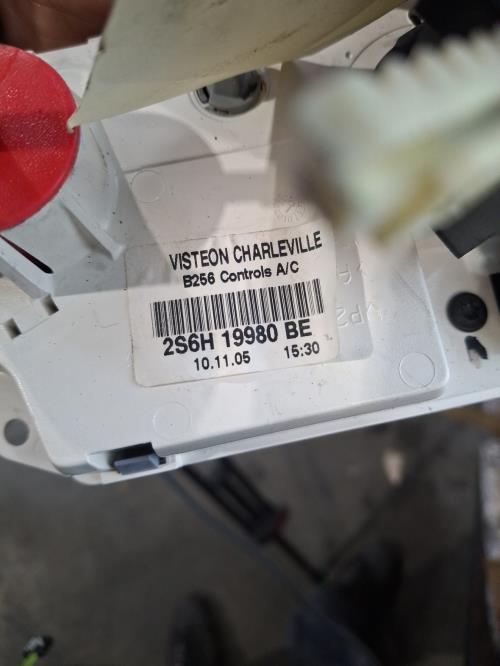 VISTEON CHARLEVILLE
B256 Controls A/C
2S6H 19980 BE
10.11.05 15:30